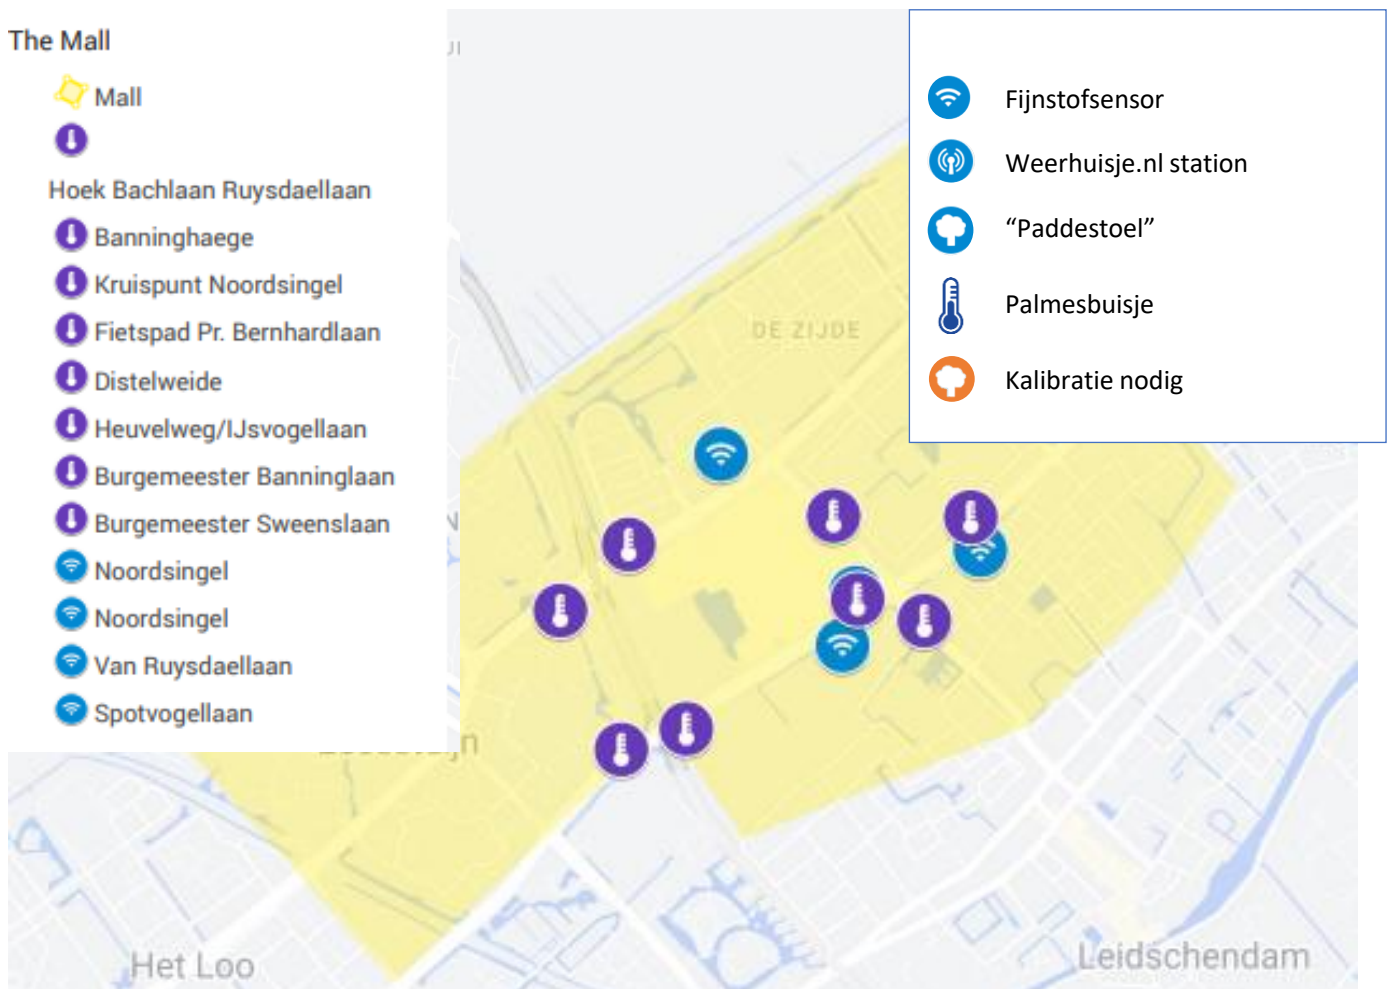 The Mall
Mall
Hoek Bachlaan Ruysdaellaan
Banninghaege
Kruispunt Noordsingel
Fietspad Pr. Bernhardlaan
Distelweide
Heuvelweg/IJsvogellaan
Burgemeester Banninglaan
Burgemeester Sweenslaan
Noordsingel
Noordsingel
Van Ruysdaellaan
Spotvogellaan
Fijnstofsensor
Weerhuisje.nl station
“Paddestoel”
Palmesbuisje
Kalibratie nodig
DE ZIJDE
Het Loo
Leidschendam